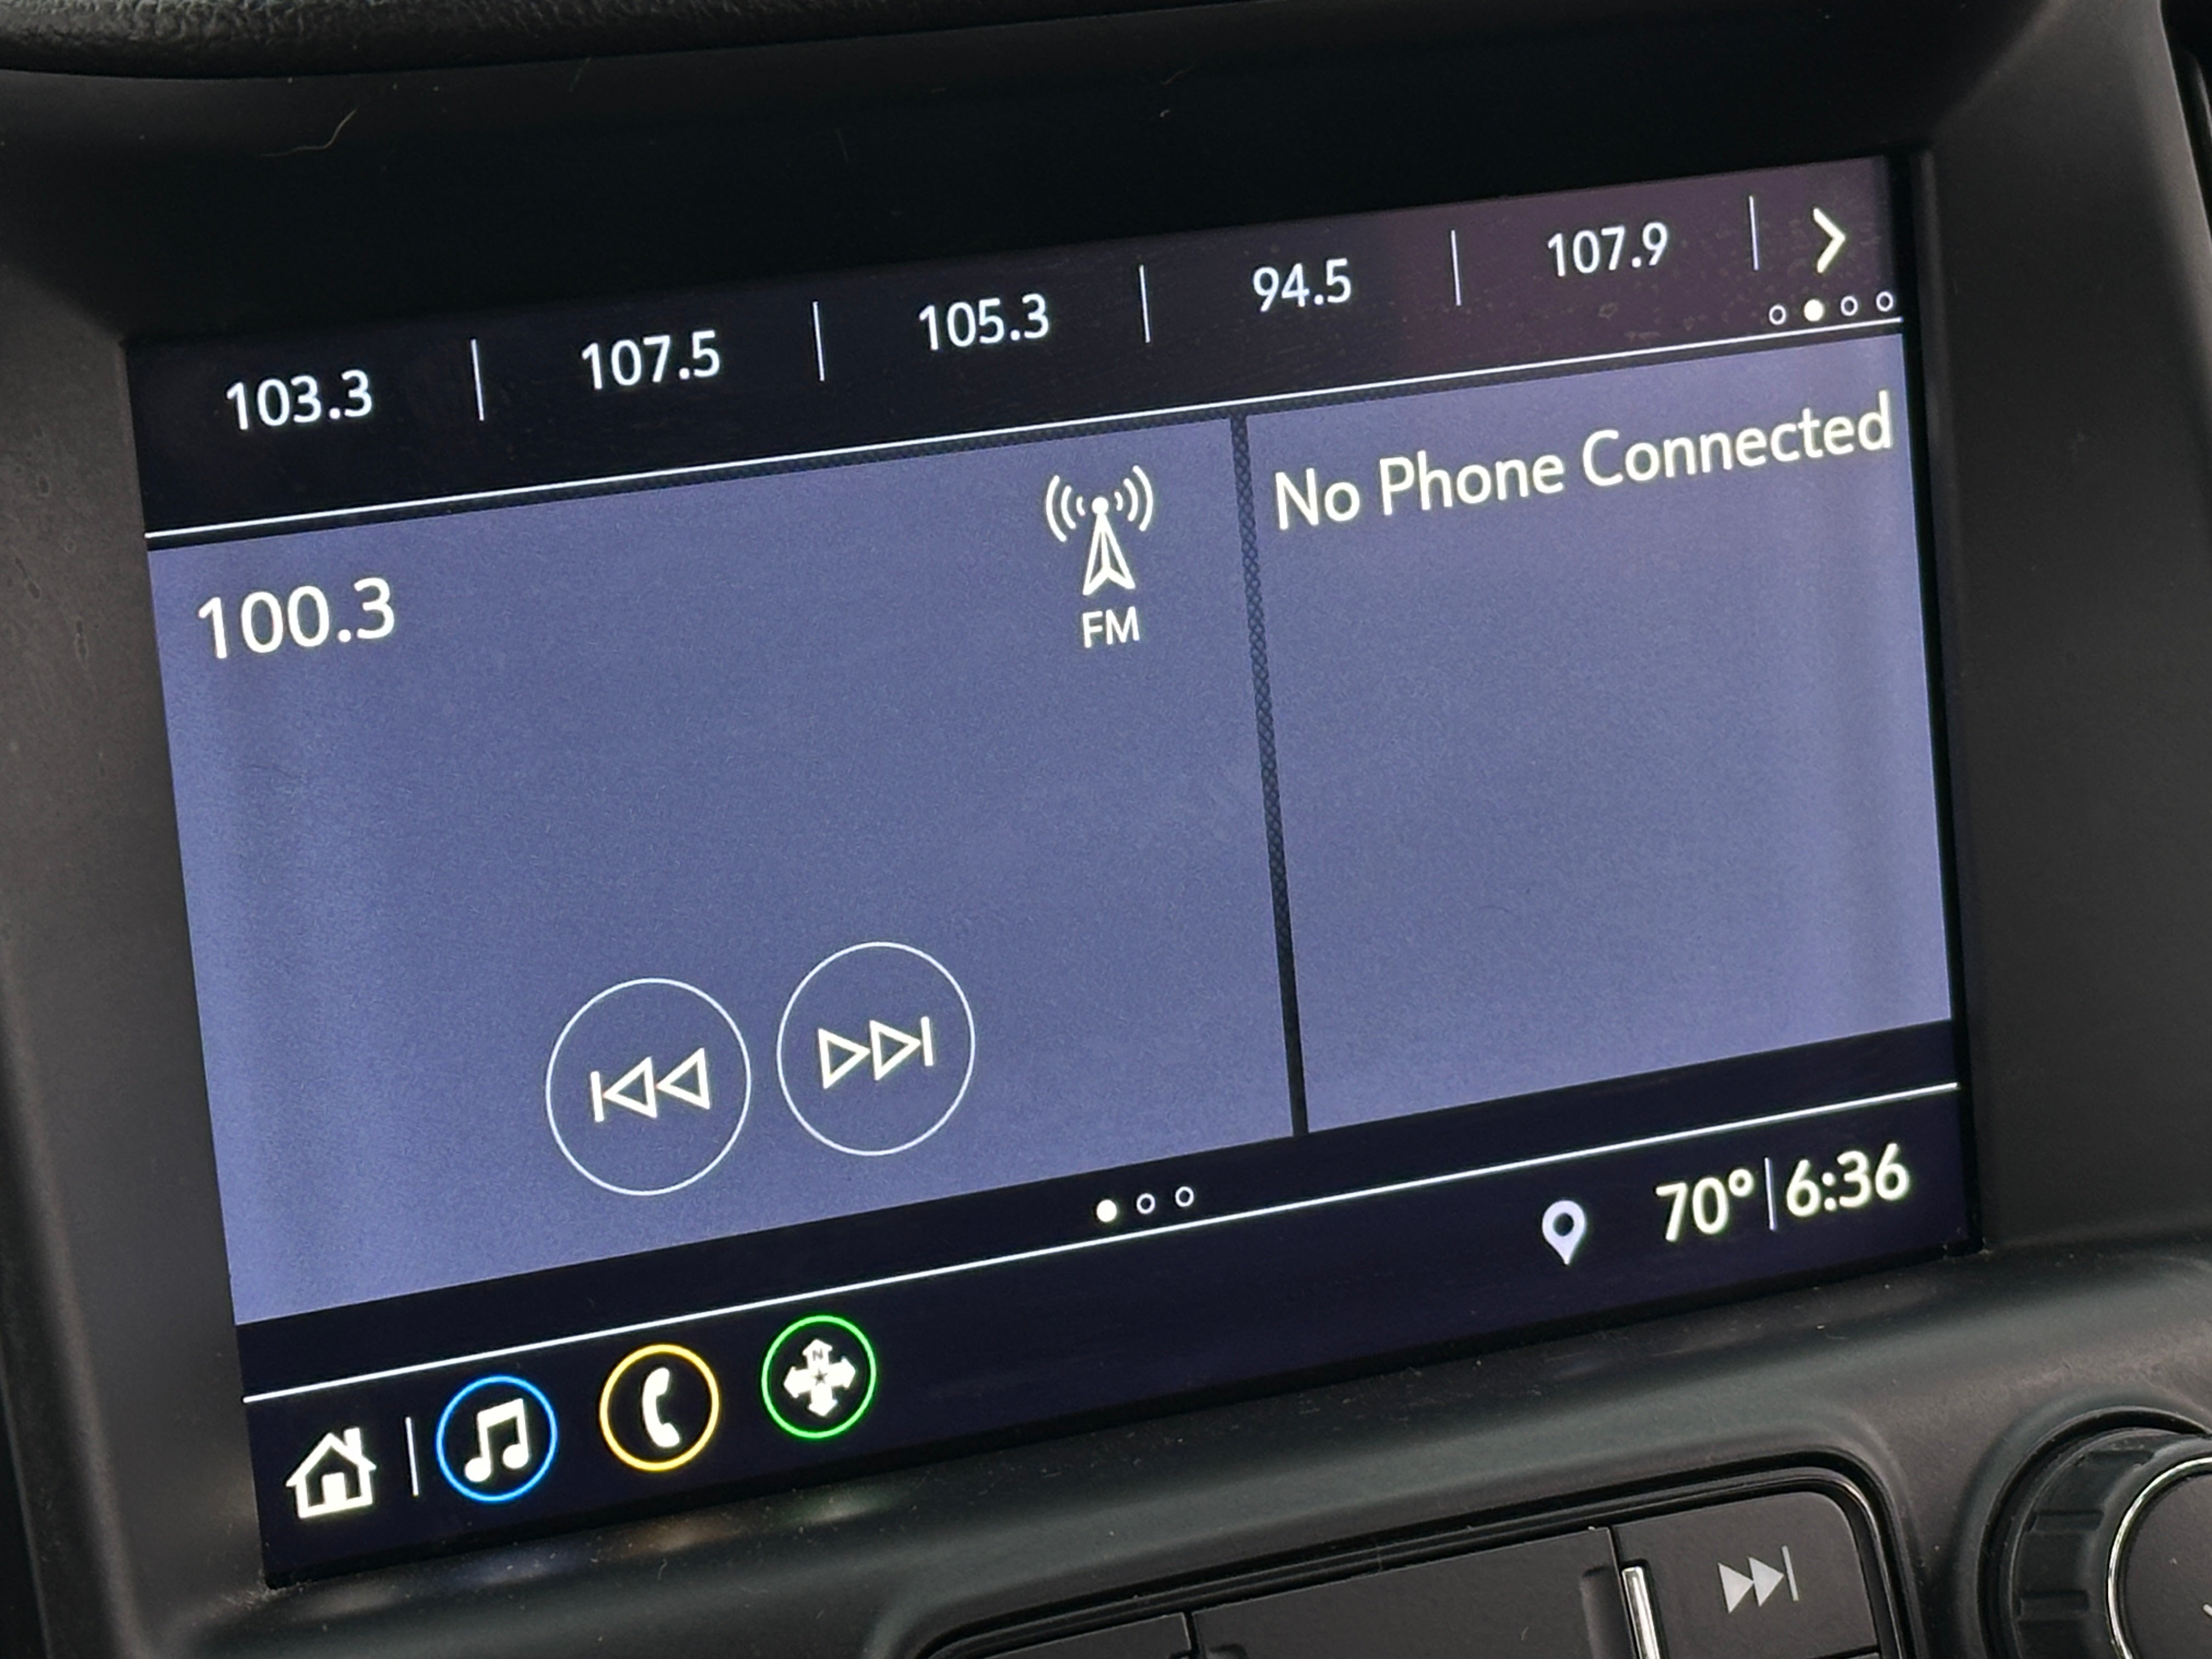 103.3 | 107.5 | 105.3 | 94.5 | 107.9
100.3
FM
No Phone Connected
70° | 6:36
N